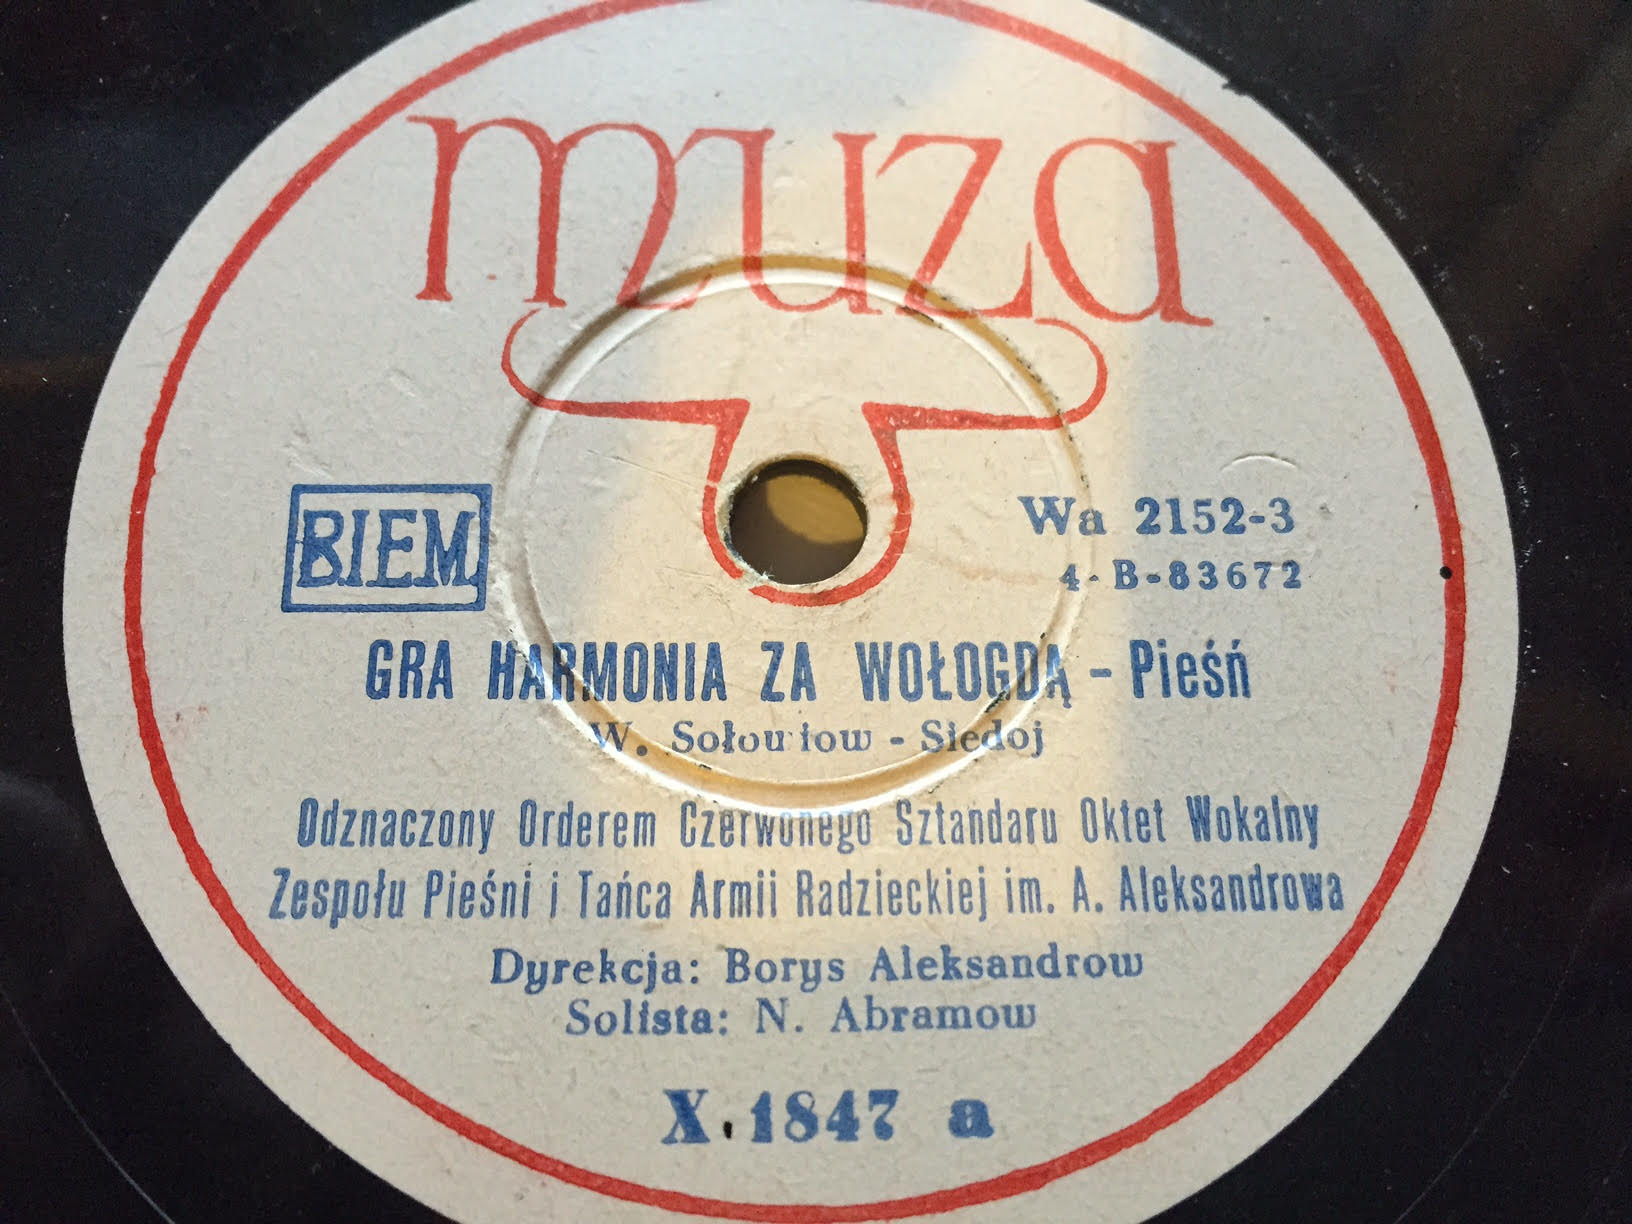 muza
B.I.E.M.
Wa 2152-3
4-B-83672
GRA HARMONIA ZA WOŁOGDĄ - Pieśń
W. Sołowiow - Siedoj
Odznaczony Orderem Czerwonego Sztandaru Oktet Wokalny
Zespołu Pieśni i Tańca Armii Radzieckiej im. A. Aleksandrowa
Dyrekcja: Borys Aleksandrow
Solista: N. Abramow
X.1847 a